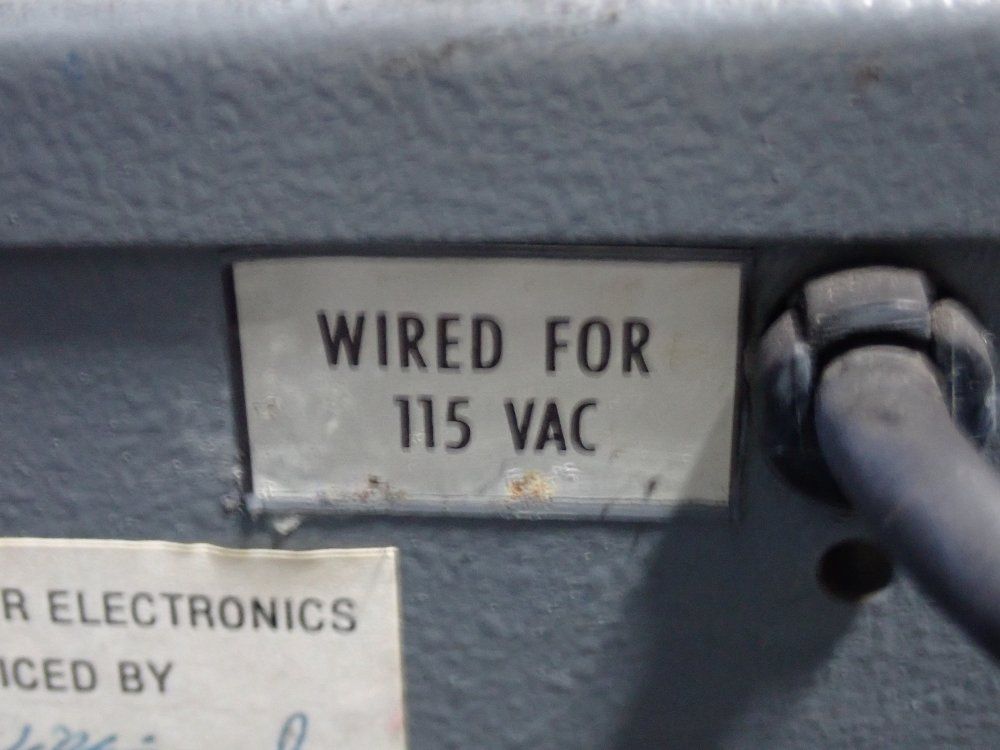 WIRED FOR
115 VAC
R ELECTRONICS
ICED BY